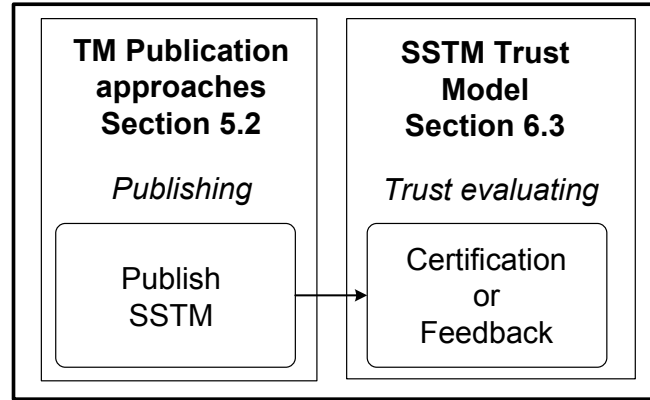 TM Publication
approaches
Section 5.2
Publishing
Publish
SSTM
SSTM Trust
Model
Section 6.3
Trust evaluating
Certification
or
Feedback